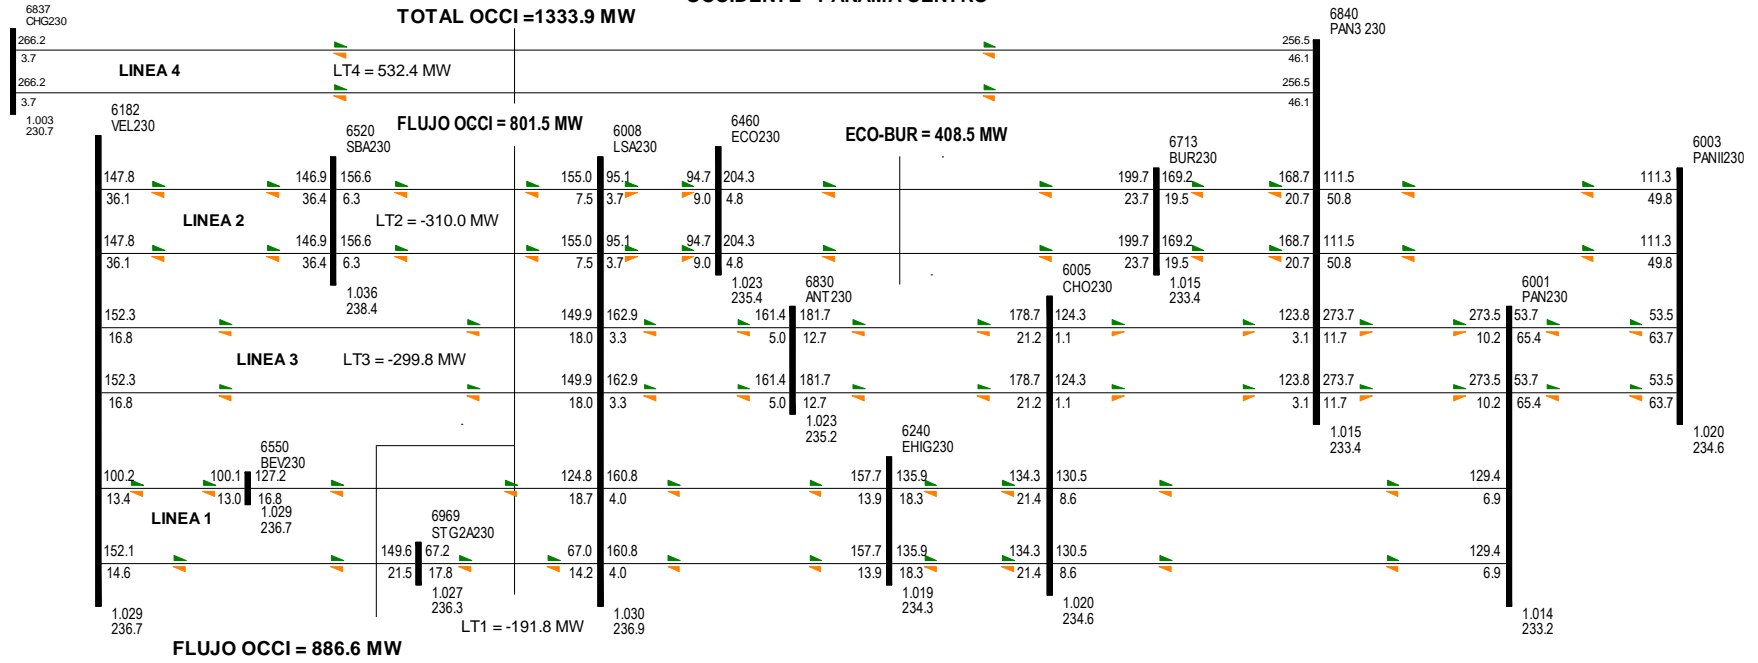 6837
CHG230
TOTAL OCCI =1333.9 MW
6840
PAN3 230
266.2
256.5
3.7
46.1
LINEA 4
LT4 = 532.4 MW
266.2
256.5
3.7
46.1
1.003
230.7
6182
VEL230
6520
SBA230
FLUJO OCCI = 801.5 MW
6008
LSA230
6460
ECO230
ECO-BUR = 408.5 MW
6713
BUR230
6003
PANII230
147.8 146.9 156.6 155.0 95.1 94.7 204.3 199.7 169.2 168.7 111.5 111.3
36.1 36.4 6.3 7.5 3.7 9.0 4.8 23.7 19.5 20.7 50.8 49.8
LINEA 2
LT2 = -310.0 MW
147.8 146.9 156.6 155.0 95.1 94.7 204.3 199.7 169.2 168.7 111.5 111.3
36.1 36.4 6.3 7.5 3.7 9.0 4.8 23.7 19.5 20.7 50.8 49.8
1.036
238.4
1.023
235.4
6830
ANT230
6005
CHO230
1.015
233.4
6001
PAN230
152.3 149.9 162.9 161.4 181.7 178.7 124.3 123.8 273.7 273.5 53.7 53.5
16.8 18.0 3.3 5.0 12.7 21.2 1.1 3.1 11.7 10.2 65.4 63.7
LINEA 3
LT3 = -299.8 MW
152.3 149.9 162.9 161.4 181.7 178.7 124.3 123.8 273.7 273.5 53.7 53.5
16.8 18.0 3.3 5.0 12.7 21.2 1.1 3.1 11.7 10.2 65.4 63.7
1.023
235.2
1.015
233.4
1.020
234.6
6550
BEV230
6240
EHIG230
100.2 100.1 127.2 124.8 160.8 157.7 135.9 134.3 130.5 129.4
13.4 13.0 16.8 18.7 4.0 13.9 18.3 21.4 8.6 6.9
1.029
236.7
LINEA 1
6969
STG2A230
152.1 149.6 67.2 67.0 160.8 157.7 135.9 134.3 130.5 129.4
14.6 21.5 17.8 14.2 4.0 13.9 18.3 21.4 8.6 6.9
1.029
236.7
1.027
236.3
LT1 = -191.8 MW
1.030
236.9
1.019
234.3
1.020
234.6
1.014
233.2
FLUJO OCCI = 886.6 MW